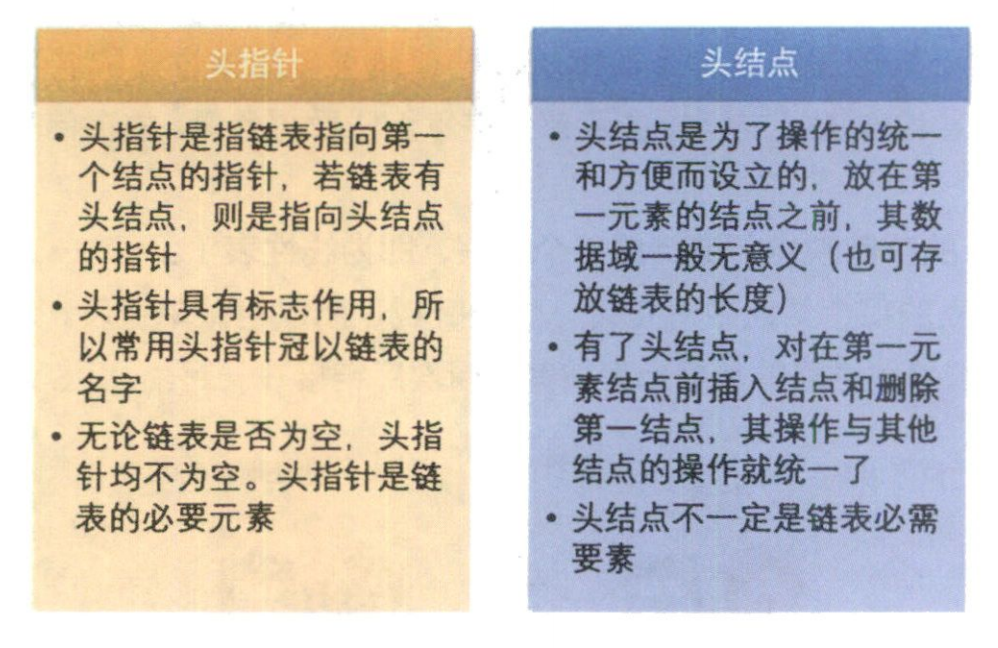 头指针
• 头指针是指链表指向第一
个结点的指针，若链表有
头结点，则是指向头结点
的指针
• 头指针具有标志作用，所
以常用头指针冠以链表的
名字
• 无论链表是否为空，头指
针均不为空。头指针是链
表的必要元素
头结点
• 头结点是为了操作的统一
和方便而设立的，放在第
一元素的结点之前，其数
据域一般无意义（也可存
放链表的长度）
• 有了头结点，对在第一元
素结点前插入结点和删除
第一结点，其操作与其他
结点的操作就统一了
• 头结点不一定是链表必需
要素